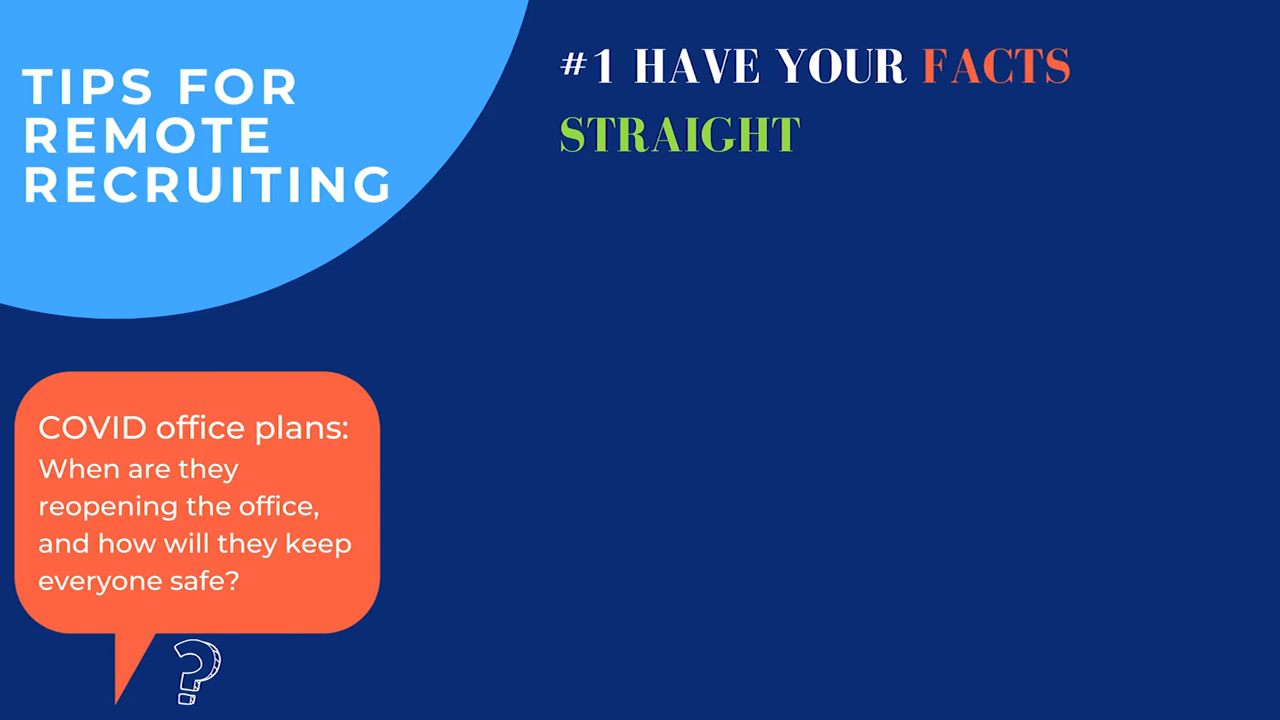 TIPS FOR
REMOTE
RECRUITING
#1 HAVE YOUR FACTS
STRAIGHT
COVID office plans:
When are they
reopening the office,
and how will they keep
everyone safe?
?